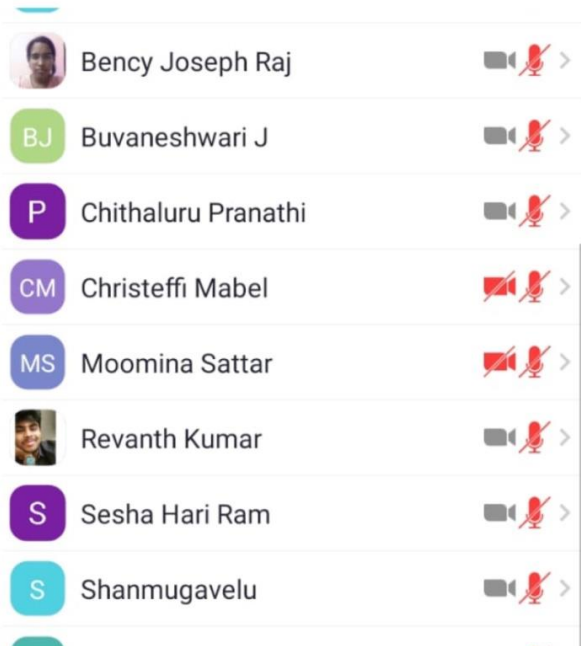 Bency Joseph Raj
BJ Buvaneshwari J
P Chithaluru Pranathi
CM Christeffi Mabel
MS Moomina Sattar
Revanth Kumar
S Sesha Hari Ram
S Shanmugavelu